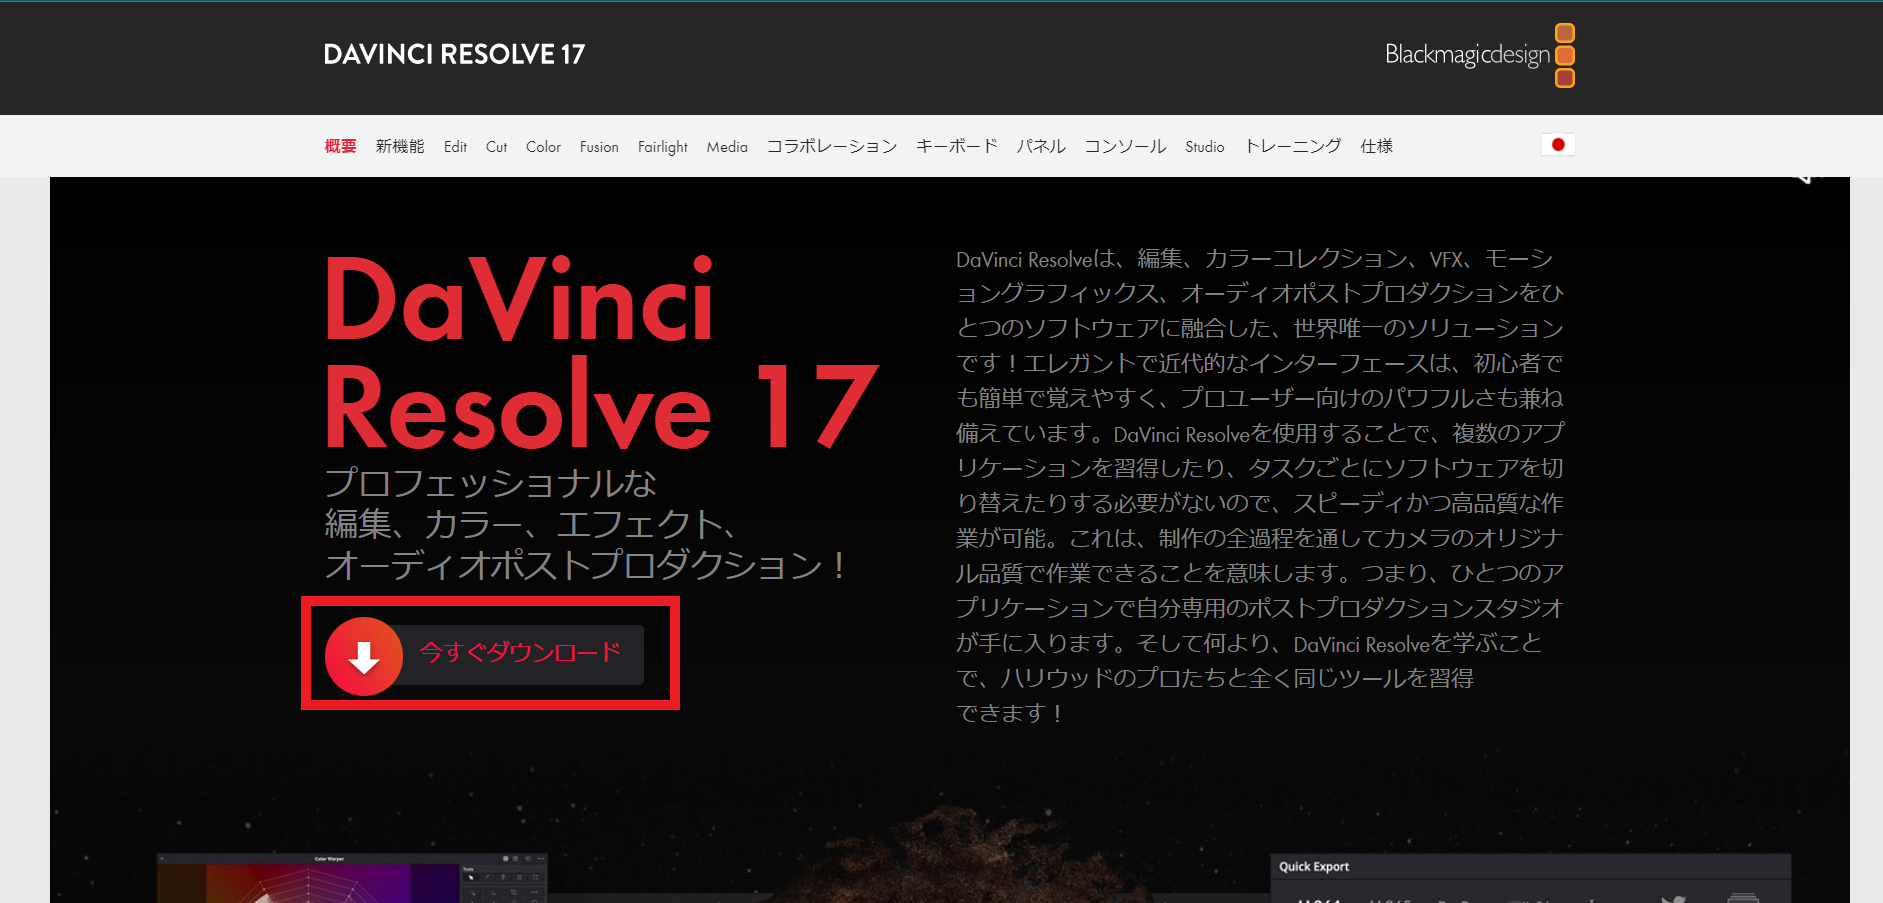 DAVINCI RESOLVE 17
Blackmagicdesign
概要 新機能 Edit Cut Color Fusion Fairlight Media コラボレーション キーボード パネル コンソール Studio トレーニング 仕様
DaVinci
Resolve 17
プロフェッショナルな
編集、カラー、エフェクト、
オーディオポストプロダクション！
今すぐダウンロード
DaVinci Resolveは、編集、カラーコレクション、VFX、モーシ
ョングラフィックス、オーディオポストプロダクションをひ
とつのソフトウェアに融合した、世界唯一のソリューション
です！エレガントで近代的なインターフェースは、初心者で
も簡単で覚えやすく、プロユーザー向けのパワフルさも兼ね
備えています。DaVinci Resolveを使用することで、複数のアプ
リケーションを習得したり、タスクごとにソフトウェアを切
り替えたりする必要がないので、スピーディかつ高品質な作
業が可能。これは、制作の全過程を通してカメラのオリジナ
ル品質で作業できることを意味します。つまり、ひとつのア
プリケーションで自分専用のポストプロダクションスタジオ
が手に入ります。そして何より、DaVinci Resolveを学ぶこと
で、ハリウッドのプロたちと全く同じツールを習得
できます！
Color Warper
Tools
Quick Export